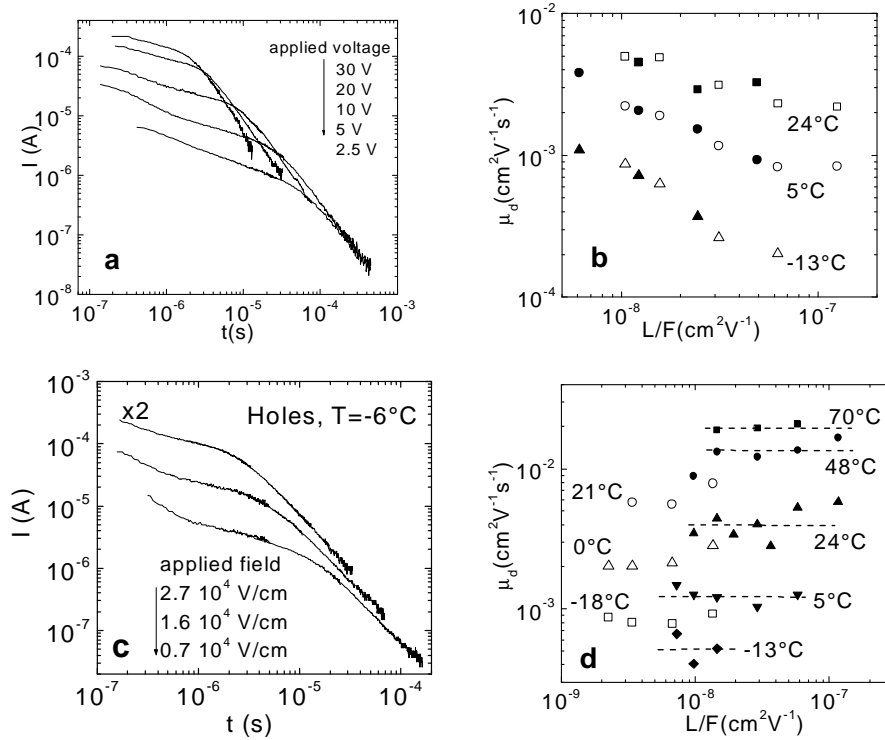 10⁻³
10⁻⁴
10⁻⁵
10⁻⁶
10⁻⁷
10⁻⁸
I (A)
applied voltage
30 V
20 V
10 V
5 V
2.5 V
a
10⁻⁷ 10⁻⁶ 10⁻⁵ 10⁻⁴ 10⁻³
t(s)
10⁻²
10⁻³
10⁻⁴
μd(cm²V⁻¹s⁻¹)
24°C
5°C
-13°C
b
10⁻⁸ 10⁻⁷
L/F(cm²V⁻¹)
10⁻³
10⁻⁴
10⁻⁵
10⁻⁶
10⁻⁷
I (A)
x2
Holes, T=-6°C
applied field
2.7 10⁴ V/cm
1.6 10⁴ V/cm
0.7 10⁴ V/cm
c
10⁻⁷ 10⁻⁶ 10⁻⁵ 10⁻⁴
t (s)
10⁻²
10⁻³
μd(cm²V⁻¹s⁻¹)
70°C
48°C
21°C
24°C
0°C
-18°C
5°C
-13°C
d
10⁻⁹ 10⁻⁸ 10⁻⁷
L/F(cm²V⁻¹)